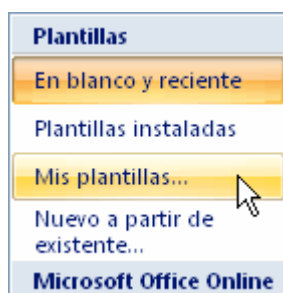 Plantillas
En blanco y reciente
Plantillas instaladas
Mis plantillas...
Nuevo a partir de
existente...
Microsoft Office Online